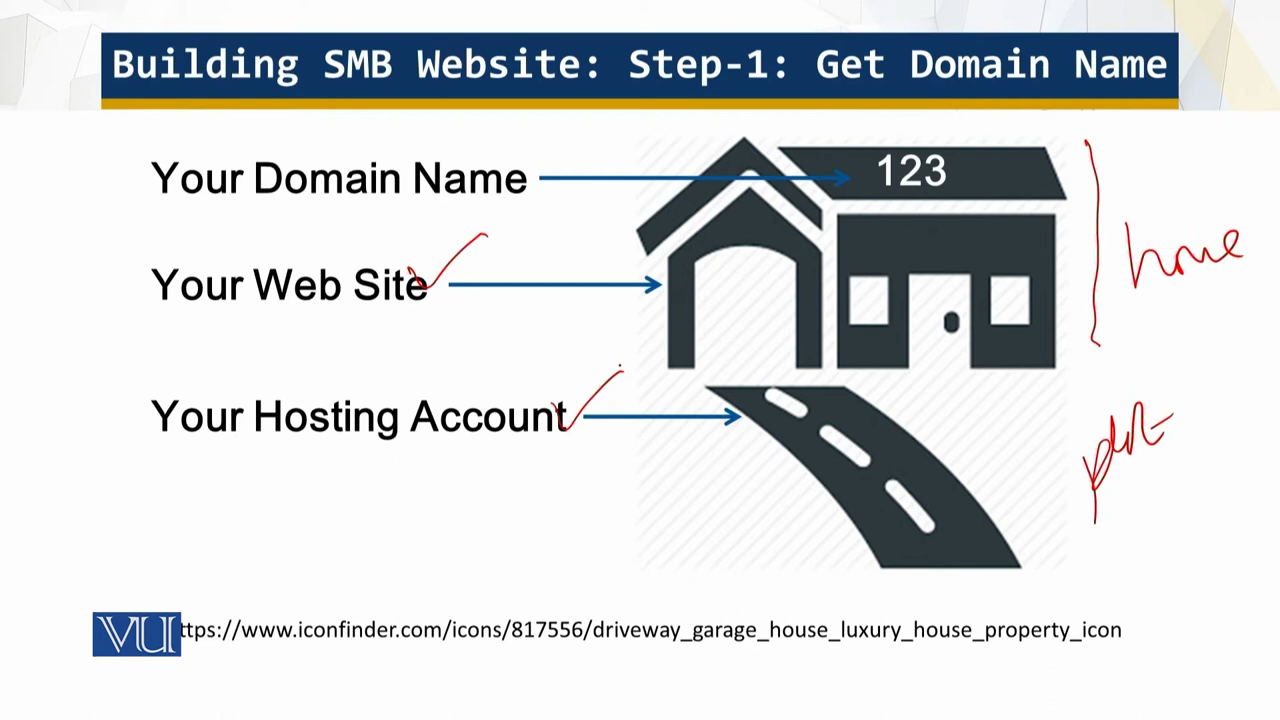 Building SMB Website: Step-1: Get Domain Name
Your Domain Name
123
Your Web Site
home
Your Hosting Account
plot
VU
ttps://www.iconfinder.com/icons/817556/driveway_garage_house_luxury_house_property_icon